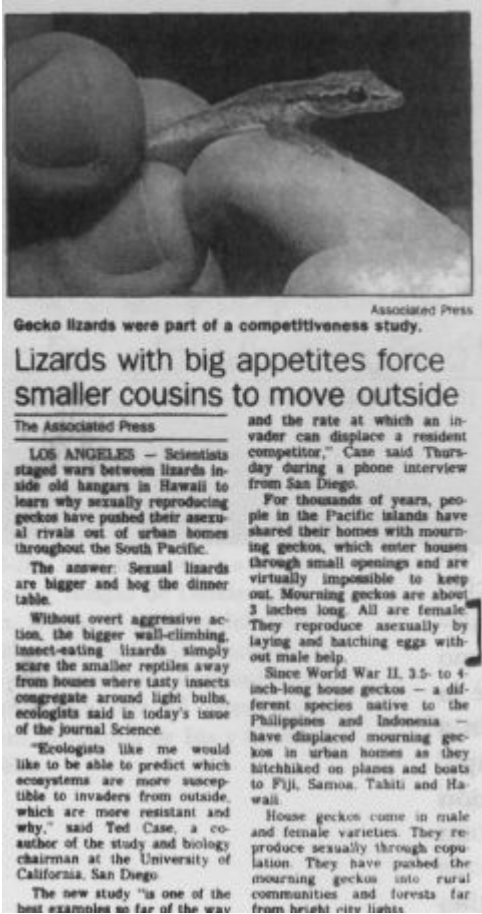 Associated Press
Gecko lizards were part of a competitiveness study.
Lizards with big appetites force
smaller cousins to move outside
The Associated Press
LOS ANGELES — Scientists
staged wars between lizards in-
side old hangars in Hawaii to
learn why sexually reproducing
geckos have pushed their asexu-
al rivals out of urban homes
throughout the South Pacific.
The answer: Sexual lizards
are bigger and hog the dinner
table.
Without overt aggressive ac-
tion, the bigger wall-climbing,
insect-eating lizards simply
scare the smaller reptiles away
from houses where tasty insects
congregate around light bulbs,
ecologists said in today's issue
of the journal Science.
"Ecologists like me would
like to be able to predict which
ecosystems are more suscep-
tible to invaders from outside,
which are more resistant and
why," said Ted Case, a co-
author of the study and biology
chairman at the University of
California, San Diego.
The new study "is one of the
best examples so far of the way
and the rate at which an in-
vader can displace a resident
competitor," Case said Thurs-
day during a phone interview
from San Diego.
For thousands of years, peo-
ple in the Pacific islands have
shared their homes with mourn-
ing geckos, which enter houses
through small openings and are
virtually impossible to keep
out. Mourning geckos are about
3 inches long. All are female.
They reproduce asexually by
laying and hatching eggs with-
out male help.
Since World War II, 3.5- to 4-
inch-long house geckos — a dif-
ferent species native to the
Philippines and Indonesia —
have displaced mourning gec-
kos in urban homes as they
hitchhiked on planes and boats
to Fiji, Samoa, Tahiti and Ha-
waii.
House geckos come in male
and female varieties. They re-
produce sexually through copu-
lation. They have pushed the
mourning geckos into rural
communities and forests far
from bright city lights.